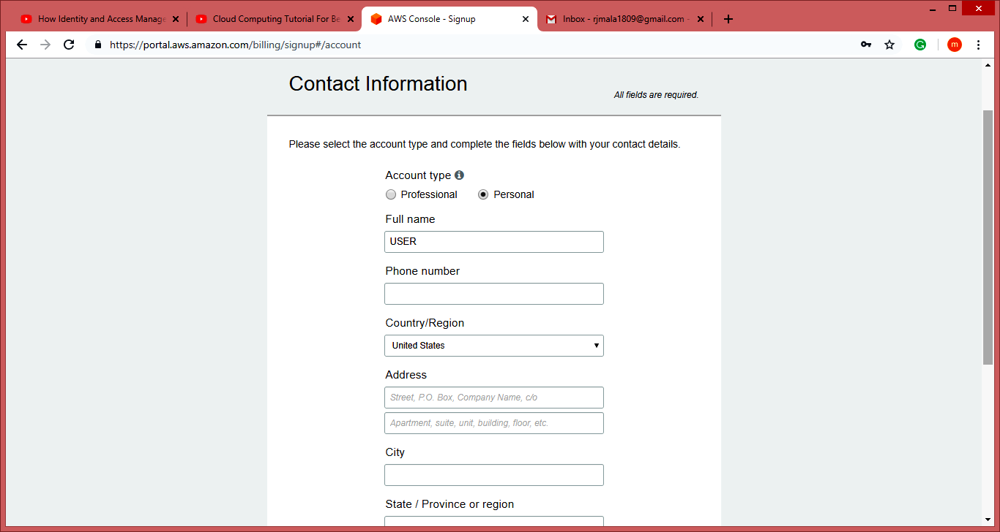 How Identity and Access Manage
Cloud Computing Tutorial For Be
AWS Console - Signup
Inbox - rjmala1809@gmail.com -
https://portal.aws.amazon.com/billing/signup#/account
m
Contact Information
All fields are required.
Please select the account type and complete the fields below with your contact details.
Account type
Professional Personal
Full name
USER
Phone number
Country/Region
United States
Address
Street, P.O. Box, Company Name, c/o
Apartment, suite, unit, building, floor, etc.
City
State / Province or region